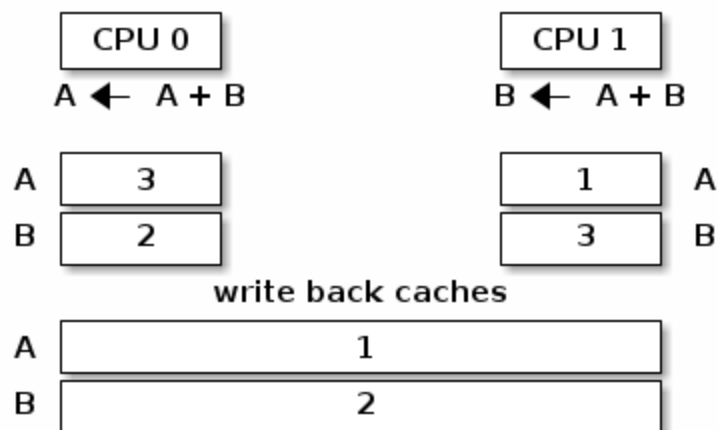 CPU 0 CPU 1
A ← A + B B ← A + B
A 3 1 A
B 2 3 B
write back caches
A 1
B 2